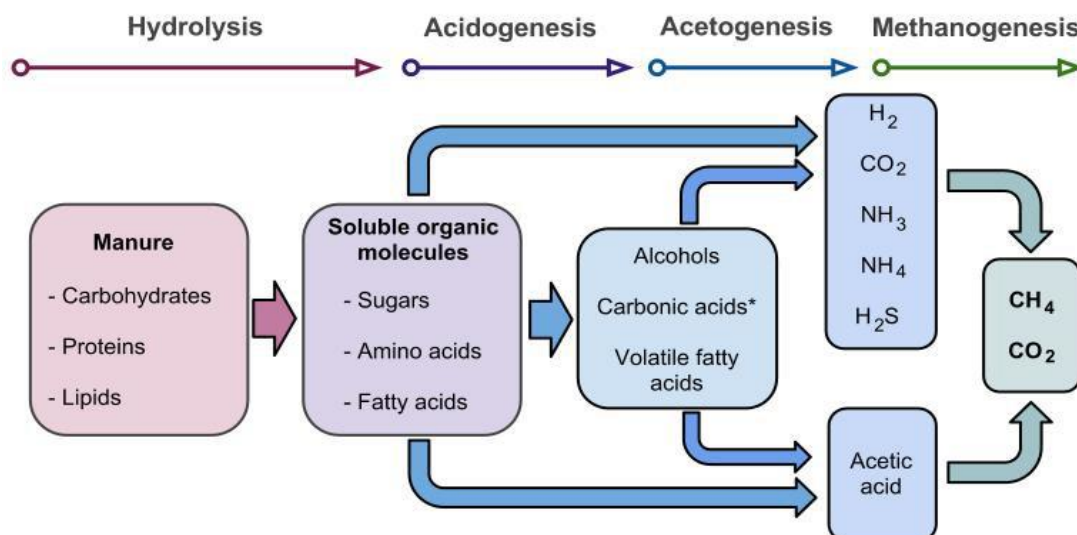 Hydrolysis
Acidogenesis
Acetogenesis
Methanogenesis
Manure
- Carbohydrates
- Proteins
- Lipids
Soluble organic
molecules
- Sugars
- Amino acids
- Fatty acids
Alcohols
Carbonic acids*
Volatile fatty
acids
H₂
CO₂
NH₃
NH₄
H₂S
Acetic
acid
CH₄
CO₂